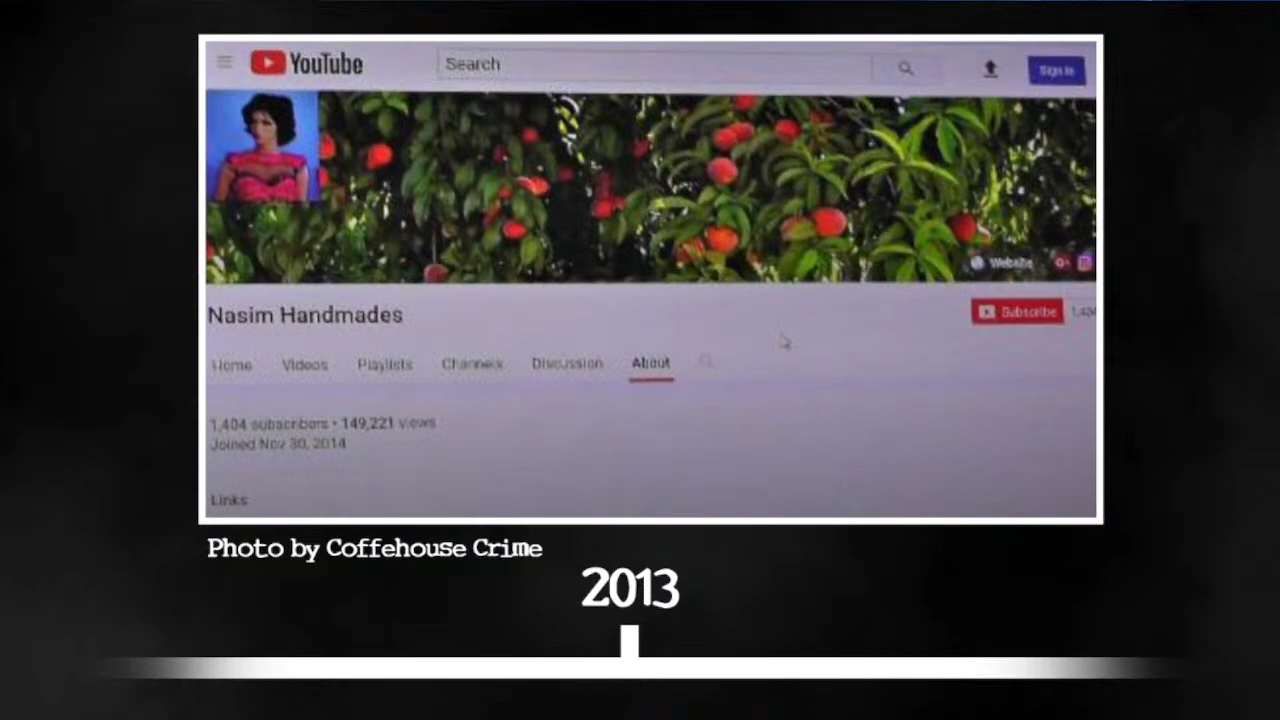 YouTube
Search
Sign in
Website
Nasim Handmades
Subscribe
Home Videos Playlists Channels Discussion About
1,404 subscribers • 149,221 views
Joined Nov 30, 2014
Links
Photo by Coffehouse Crime
2013